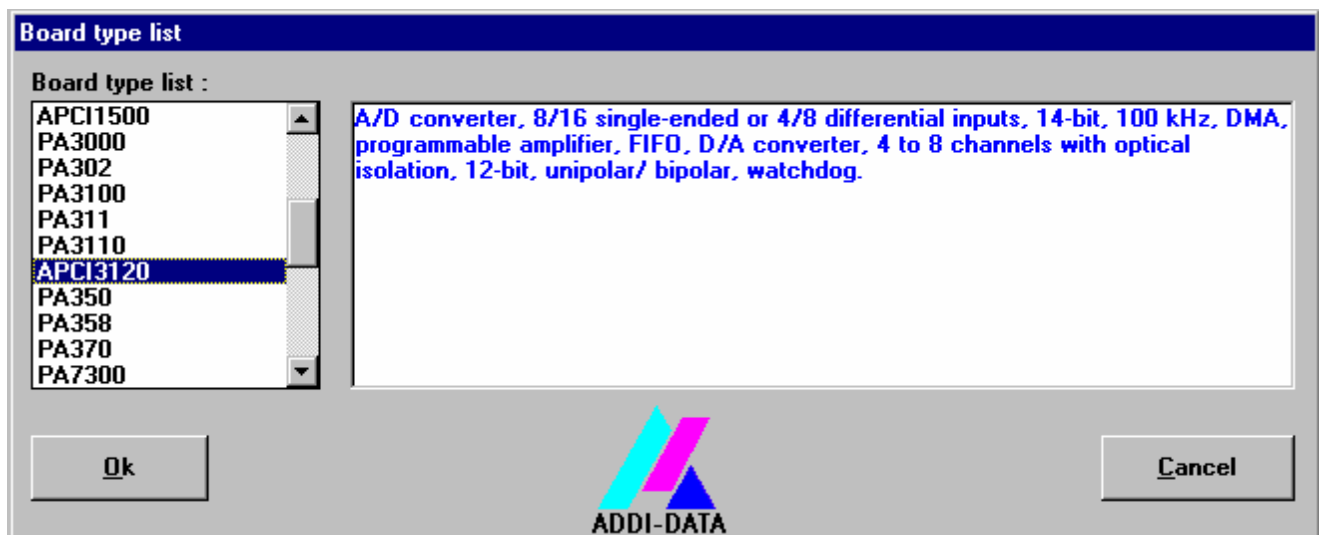 Board type list
Board type list :
APCI1500
PA3000
PA302
PA3100
PA311
PA3110
APCI3120
PA350
PA358
PA370
PA7300
A/D converter, 8/16 single-ended or 4/8 differential inputs, 14-bit, 100 kHz, DMA,
programmable amplifier, FIFO, D/A converter, 4 to 8 channels with optical
isolation, 12-bit, unipolar/ bipolar, watchdog.
Ok
ADDI-DATA
Cancel